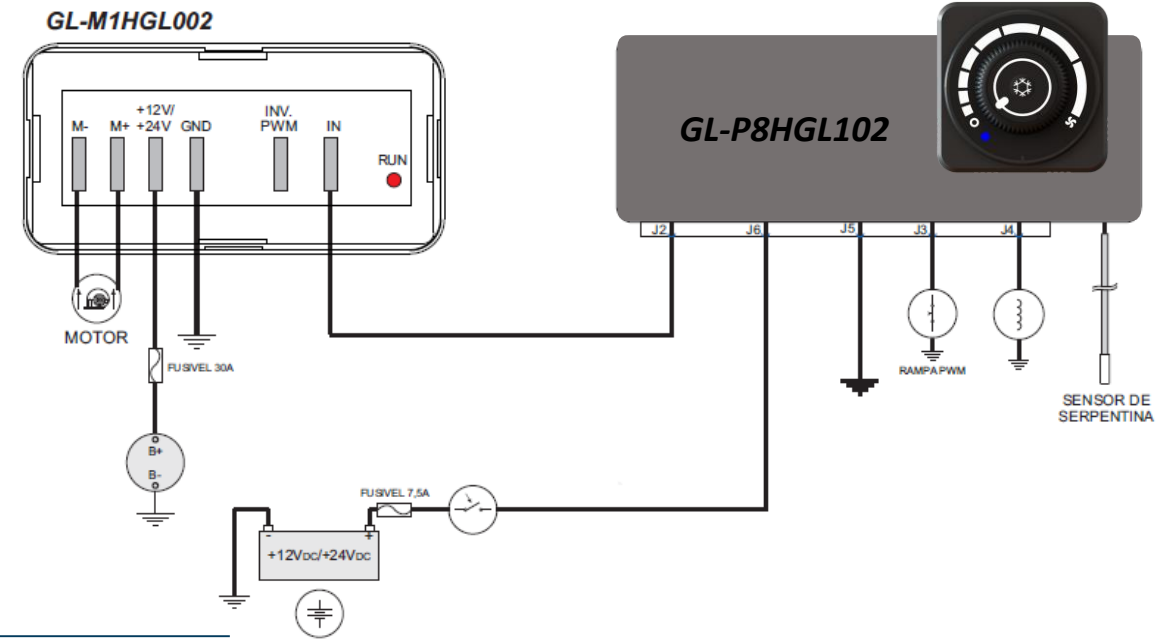 GL-M1HGL002
+12V/
M- M+ +24V GND
INV.
PWM
IN
RUN
GL-P8HGL102
J2 J6 J5 J3 J4
MOTOR
FUSIVEL 30A
RAMPA PWM
SENSOR DE
SERPENTINA
B+
B-
FUSIVEL 7,5A
- +
+12VDC/+24VDC